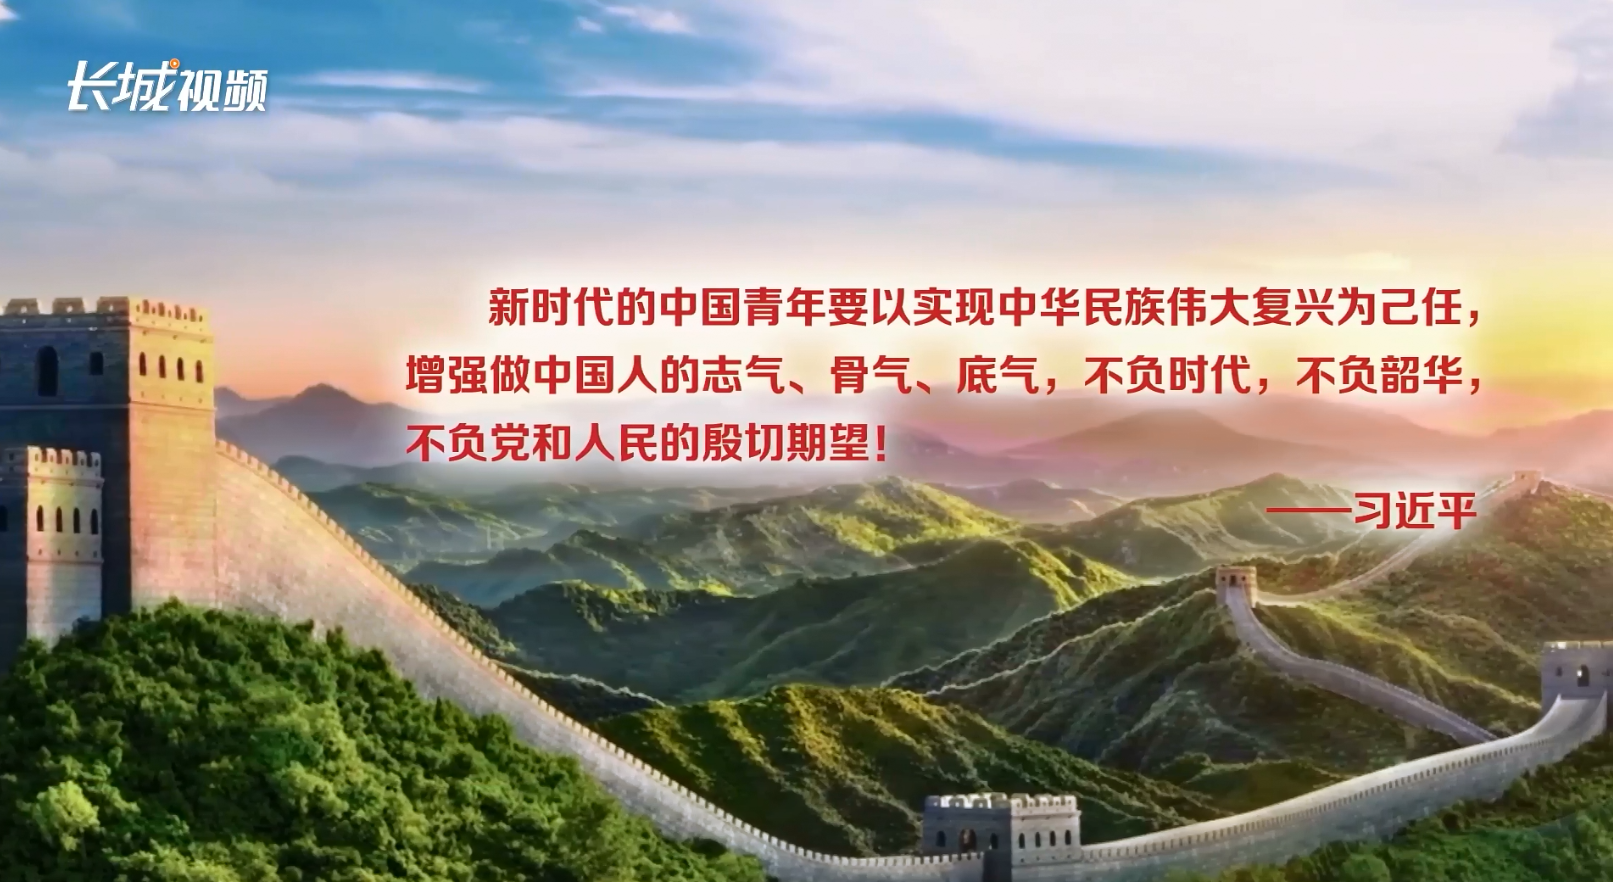 长城视频
新时代的中国青年要以实现中华民族伟大复兴为己任，
增强做中国人的志气、骨气、底气，不负时代，不负韶华，
不负党和人民的殷切期望！
——习近平